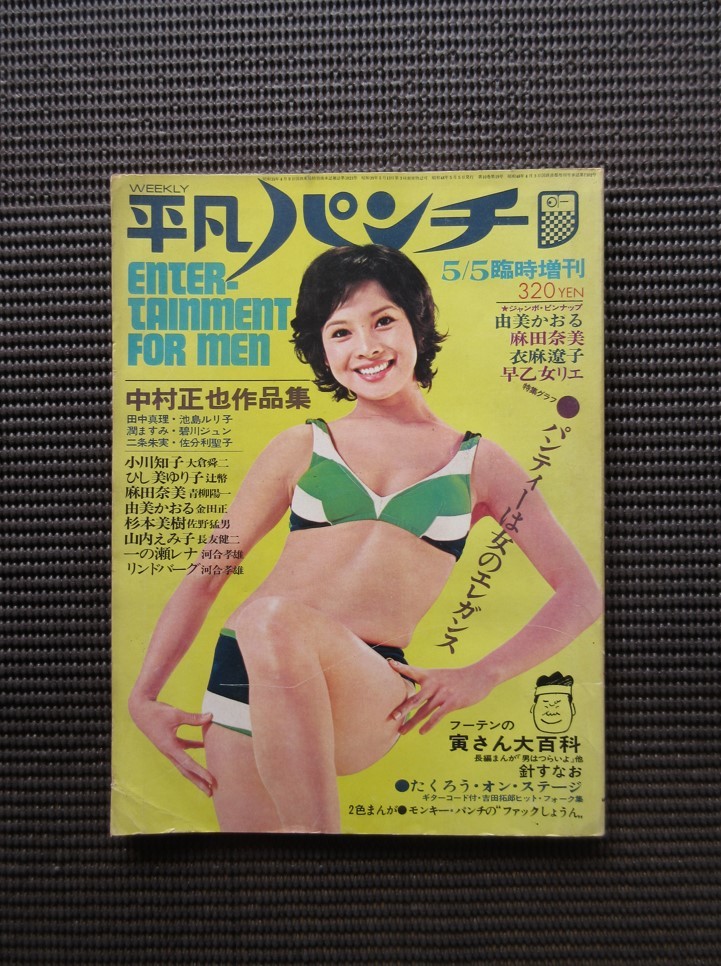 WEEKLY
平凡パンチ
5/5臨時増刊
320YEN
ENTER-
TAINMENT
FOR MEN
★ジャンボ・ピンナップ
由美かおる
麻田奈美
衣麻遼子
早乙女リエ
中村正也作品集
田中真理・池島ルリ子
潤ますみ・碧川ジュン
二条朱実・佐分利聖子
小川知子 大倉舜二
ひし美ゆり子 辻幣
麻田奈美 青柳陽一
由美かおる 金田正
杉本美樹 佐野猛男
山内えみ子 長友健二
一の瀬レナ 河合孝雄
リンドバーグ 河合孝雄
特集グラフ
●パンティーは女のエレガンス
フーテンの
寅さん大百科
長編まんが「男はつらいよ」他
針すなお
●たくろう・オン・ステージ
ギターコード付・吉田拓郎ヒット・フォーク集
2色まんが●モンキー・パンチの"ファックしょうん"